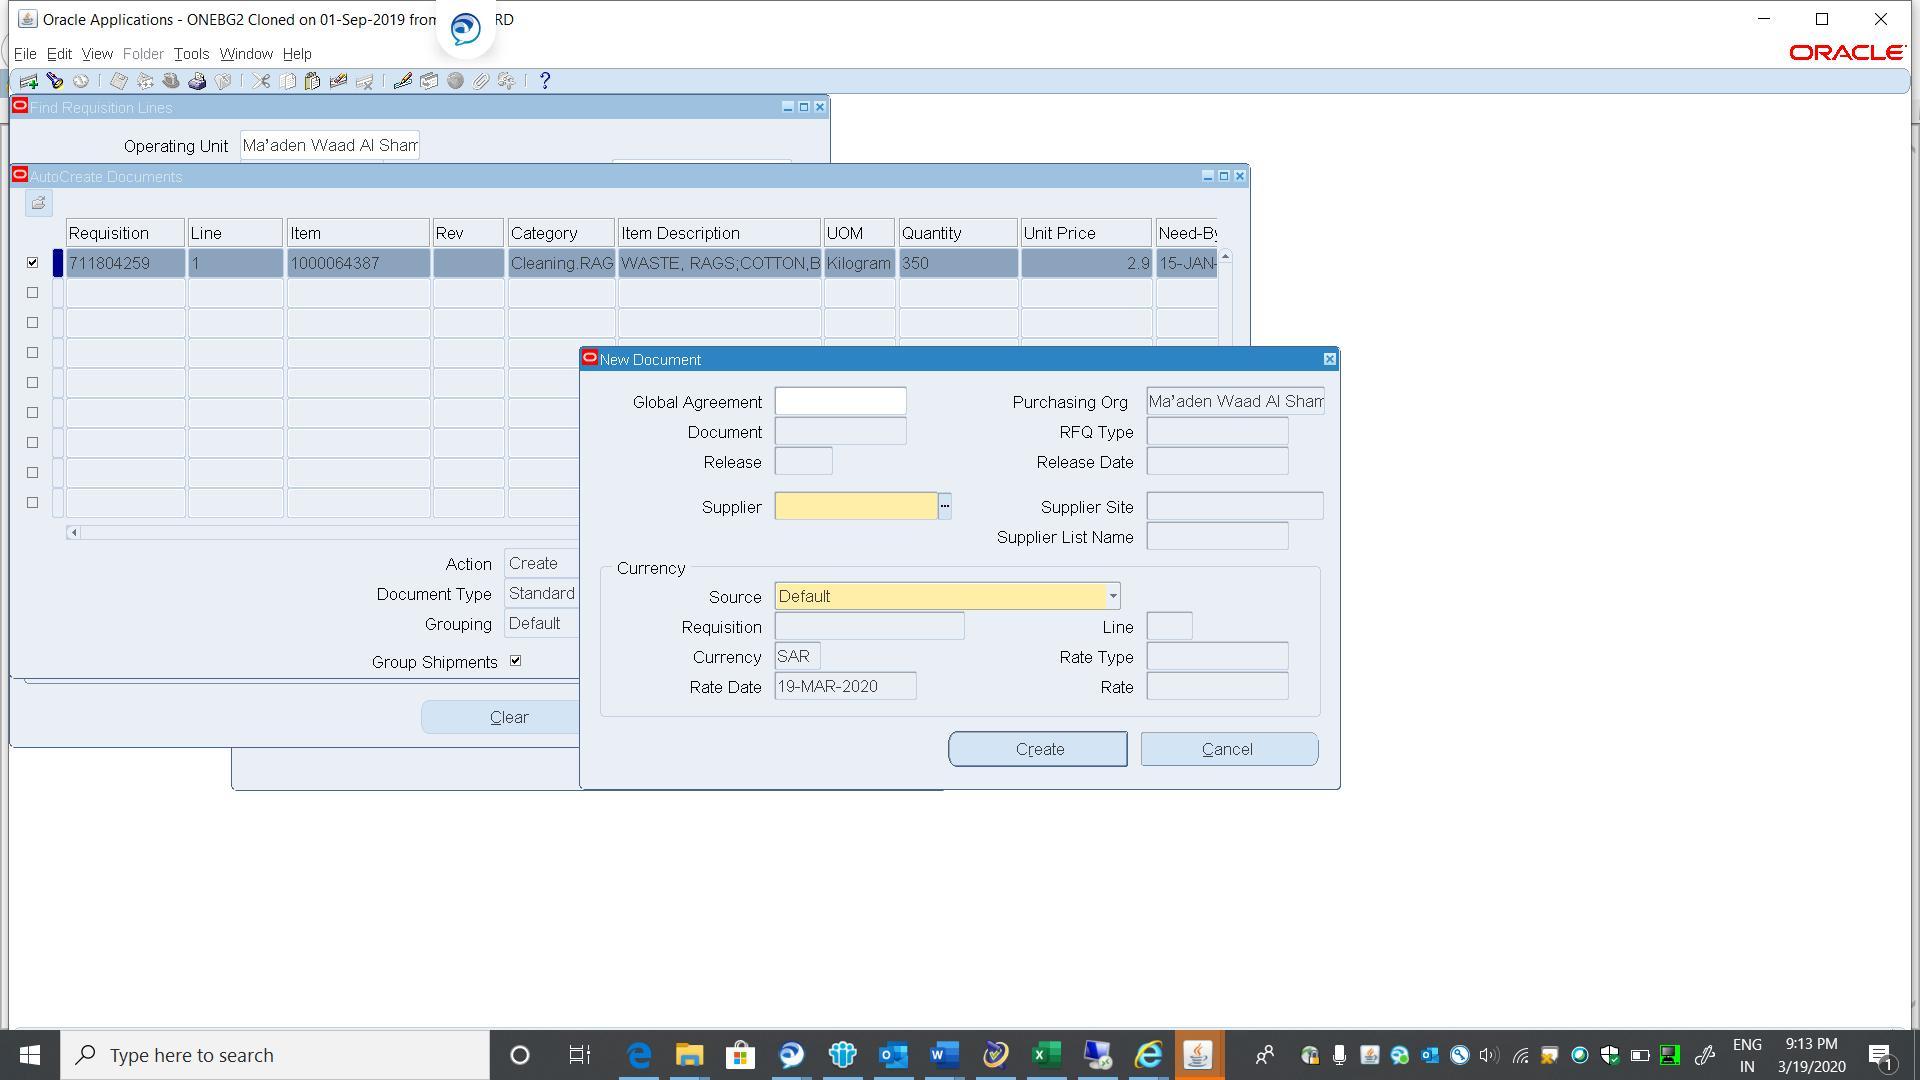 Oracle Applications - ONEBG2 Cloned on 01-Sep-2019 from RD
File Edit View Folder Tools Window Help
ORACLE
Find Requisition Lines
Operating Unit Ma'aden Waad Al Sham
AutoCreate Documents
Requisition Line Item Rev Category Item Description UOM Quantity Unit Price Need-By
711804259 1 1000064387 Cleaning.RAG WASTE, RAGS;COTTON,B Kilogram 350 2.9 15-JAN-
New Document
Global Agreement Purchasing Org Ma'aden Waad Al Sham
Document RFQ Type
Release Release Date
Supplier ... Supplier Site
Supplier List Name
Currency
Source Default
Requisition Line
Currency SAR Rate Type
Rate Date 19-MAR-2020 Rate
Create Cancel
Action Create
Document Type Standard
Grouping Default
Group Shipments
Clear
Type here to search
ENG
IN
9:13 PM
3/19/2020
1